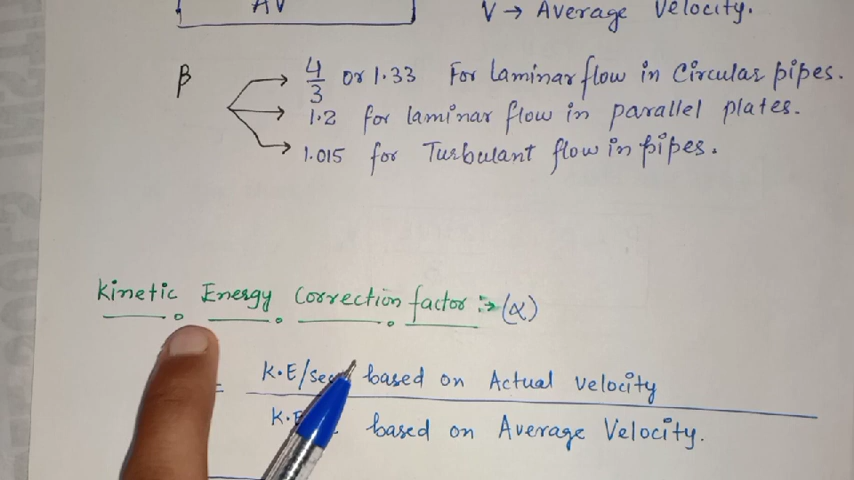 AV
V → Average Velocity.
β
4/3 or 1.33 For laminar flow in Circular pipes.
1.2 for laminar flow in parallel plates.
1.015 for Turbulant flow in pipes.
Kinetic Energy Correction factor :→ (α)
= K.E/sec based on Actual velocity
K.E based on Average Velocity.